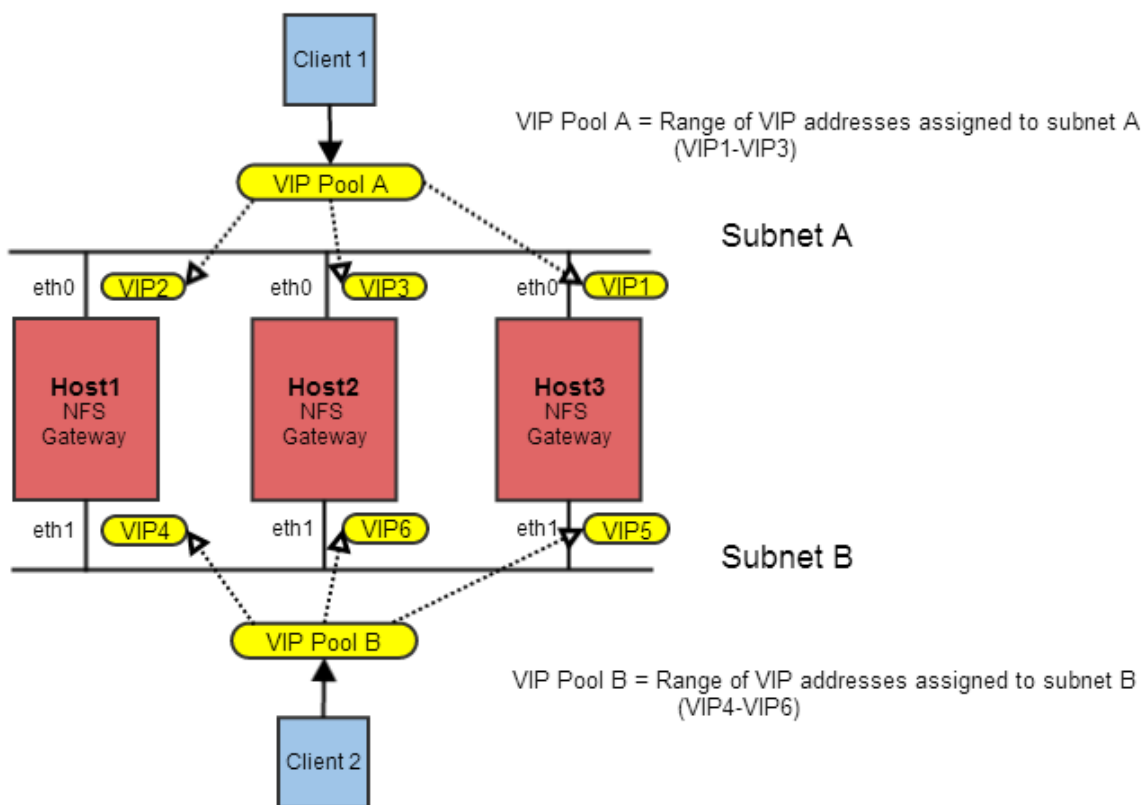 Client 1
VIP Pool A = Range of VIP addresses assigned to subnet A
(VIP1-VIP3)
VIP Pool A
Subnet A
eth0
VIP2
eth0
VIP3
eth0
VIP1
Host1
NFS
Gateway
Host2
NFS
Gateway
Host3
NFS
Gateway
eth1
VIP4
eth1
VIP6
eth1
VIP5
Subnet B
VIP Pool B
VIP Pool B = Range of VIP addresses assigned to subnet B
(VIP4-VIP6)
Client 2